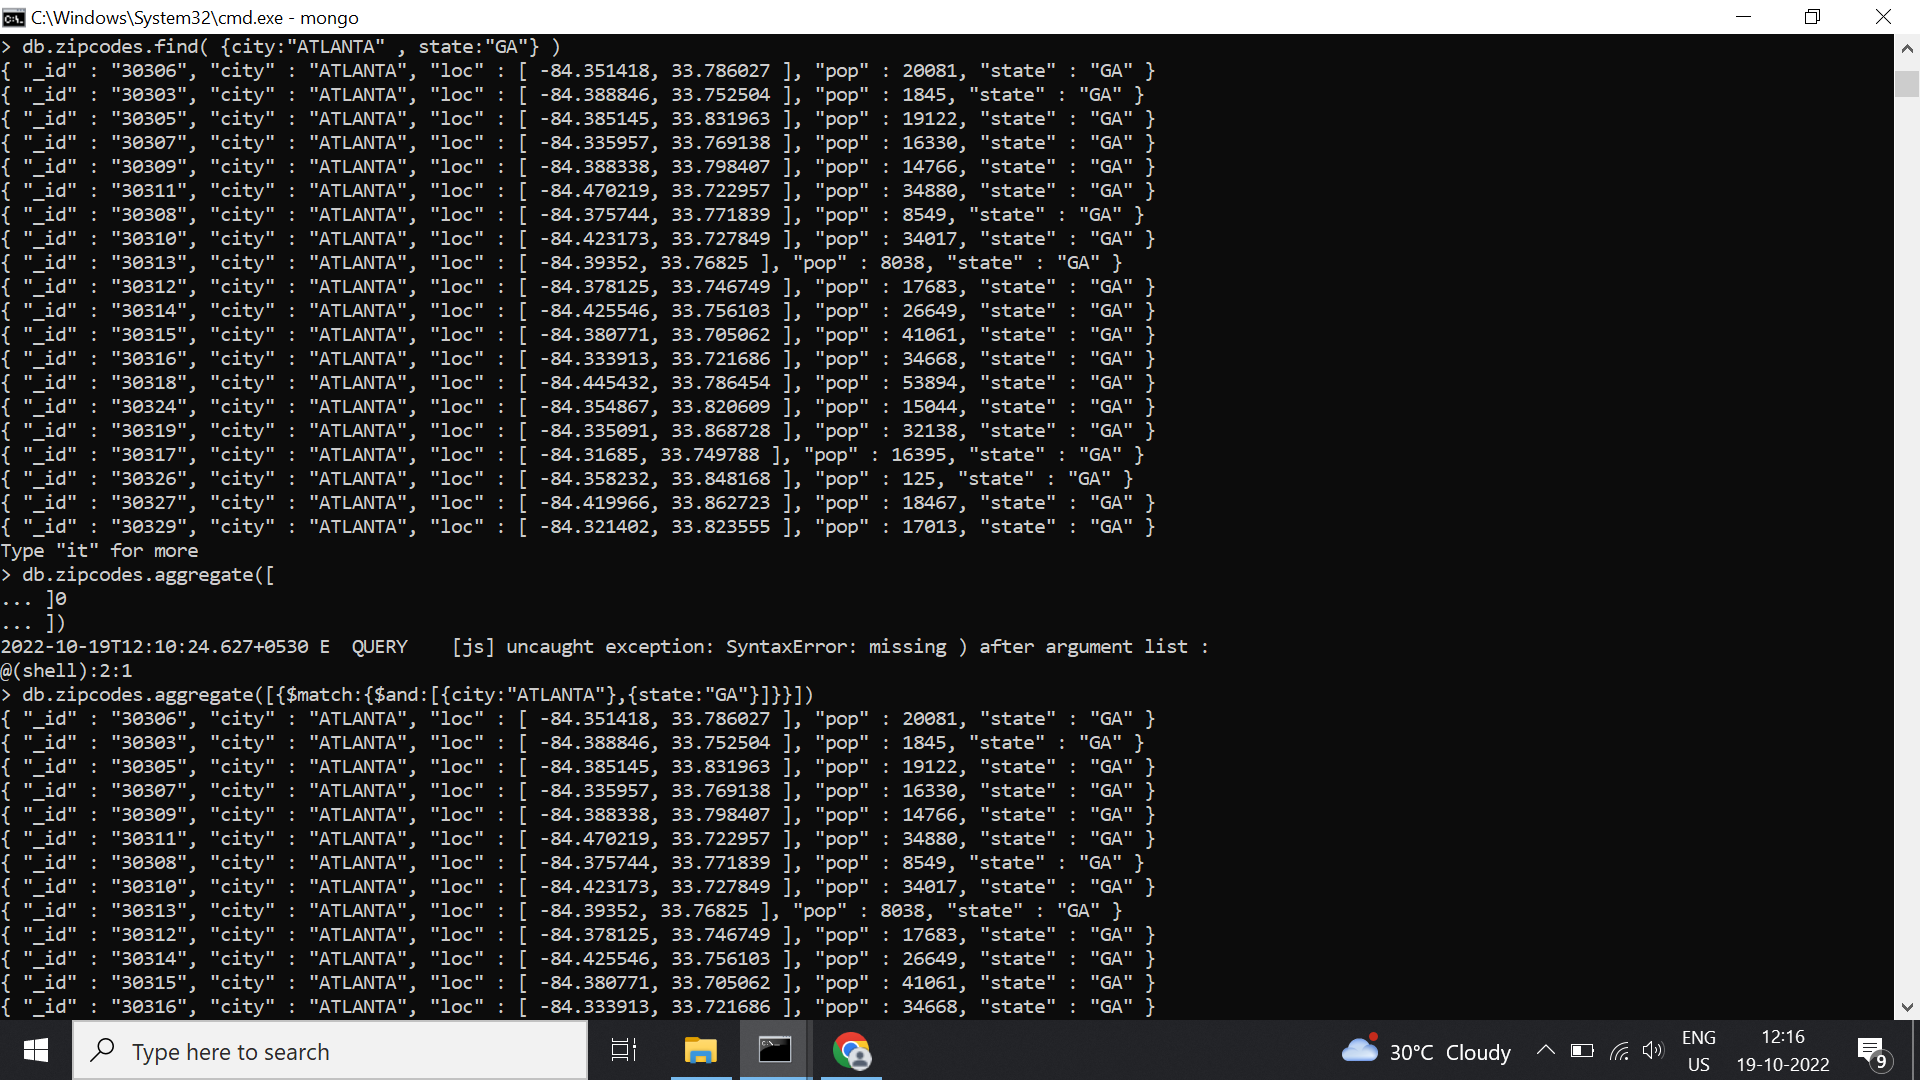 C:\Windows\System32\cmd.exe - mongo
> db.zipcodes.find( {city:"ATLANTA" , state:"GA"} )
{ "_id" : "30306", "city" : "ATLANTA", "loc" : [ -84.351418, 33.786027 ], "pop" : 20081, "state" : "GA" }
{ "_id" : "30303", "city" : "ATLANTA", "loc" : [ -84.388846, 33.752504 ], "pop" : 1845, "state" : "GA" }
{ "_id" : "30305", "city" : "ATLANTA", "loc" : [ -84.385145, 33.831963 ], "pop" : 19122, "state" : "GA" }
{ "_id" : "30307", "city" : "ATLANTA", "loc" : [ -84.335957, 33.769138 ], "pop" : 16330, "state" : "GA" }
{ "_id" : "30309", "city" : "ATLANTA", "loc" : [ -84.388338, 33.798407 ], "pop" : 14766, "state" : "GA" }
{ "_id" : "30311", "city" : "ATLANTA", "loc" : [ -84.470219, 33.722957 ], "pop" : 34880, "state" : "GA" }
{ "_id" : "30308", "city" : "ATLANTA", "loc" : [ -84.375744, 33.771839 ], "pop" : 8549, "state" : "GA" }
{ "_id" : "30310", "city" : "ATLANTA", "loc" : [ -84.423173, 33.727849 ], "pop" : 34017, "state" : "GA" }
{ "_id" : "30313", "city" : "ATLANTA", "loc" : [ -84.39352, 33.76825 ], "pop" : 8038, "state" : "GA" }
{ "_id" : "30312", "city" : "ATLANTA", "loc" : [ -84.378125, 33.746749 ], "pop" : 17683, "state" : "GA" }
{ "_id" : "30314", "city" : "ATLANTA", "loc" : [ -84.425546, 33.756103 ], "pop" : 26649, "state" : "GA" }
{ "_id" : "30315", "city" : "ATLANTA", "loc" : [ -84.380771, 33.705062 ], "pop" : 41061, "state" : "GA" }
{ "_id" : "30316", "city" : "ATLANTA", "loc" : [ -84.333913, 33.721686 ], "pop" : 34668, "state" : "GA" }
{ "_id" : "30318", "city" : "ATLANTA", "loc" : [ -84.445432, 33.786454 ], "pop" : 53894, "state" : "GA" }
{ "_id" : "30324", "city" : "ATLANTA", "loc" : [ -84.354867, 33.820609 ], "pop" : 15044, "state" : "GA" }
{ "_id" : "30319", "city" : "ATLANTA", "loc" : [ -84.335091, 33.868728 ], "pop" : 32138, "state" : "GA" }
{ "_id" : "30317", "city" : "ATLANTA", "loc" : [ -84.31685, 33.749788 ], "pop" : 16395, "state" : "GA" }
{ "_id" : "30326", "city" : "ATLANTA", "loc" : [ -84.358232, 33.848168 ], "pop" : 125, "state" : "GA" }
{ "_id" : "30327", "city" : "ATLANTA", "loc" : [ -84.419966, 33.862723 ], "pop" : 18467, "state" : "GA" }
{ "_id" : "30329", "city" : "ATLANTA", "loc" : [ -84.321402, 33.823555 ], "pop" : 17013, "state" : "GA" }
Type "it" for more
> db.zipcodes.aggregate([
... ]0
... ])
2022-10-19T12:10:24.627+0530 E  QUERY    [js] uncaught exception: SyntaxError: missing ) after argument list :
@(shell):2:1
> db.zipcodes.aggregate([{$match:{$and:[{city:"ATLANTA"},{state:"GA"}]}}])
{ "_id" : "30306", "city" : "ATLANTA", "loc" : [ -84.351418, 33.786027 ], "pop" : 20081, "state" : "GA" }
{ "_id" : "30303", "city" : "ATLANTA", "loc" : [ -84.388846, 33.752504 ], "pop" : 1845, "state" : "GA" }
{ "_id" : "30305", "city" : "ATLANTA", "loc" : [ -84.385145, 33.831963 ], "pop" : 19122, "state" : "GA" }
{ "_id" : "30307", "city" : "ATLANTA", "loc" : [ -84.335957, 33.769138 ], "pop" : 16330, "state" : "GA" }
{ "_id" : "30309", "city" : "ATLANTA", "loc" : [ -84.388338, 33.798407 ], "pop" : 14766, "state" : "GA" }
{ "_id" : "30311", "city" : "ATLANTA", "loc" : [ -84.470219, 33.722957 ], "pop" : 34880, "state" : "GA" }
{ "_id" : "30308", "city" : "ATLANTA", "loc" : [ -84.375744, 33.771839 ], "pop" : 8549, "state" : "GA" }
{ "_id" : "30310", "city" : "ATLANTA", "loc" : [ -84.423173, 33.727849 ], "pop" : 34017, "state" : "GA" }
{ "_id" : "30313", "city" : "ATLANTA", "loc" : [ -84.39352, 33.76825 ], "pop" : 8038, "state" : "GA" }
{ "_id" : "30312", "city" : "ATLANTA", "loc" : [ -84.378125, 33.746749 ], "pop" : 17683, "state" : "GA" }
{ "_id" : "30314", "city" : "ATLANTA", "loc" : [ -84.425546, 33.756103 ], "pop" : 26649, "state" : "GA" }
{ "_id" : "30315", "city" : "ATLANTA", "loc" : [ -84.380771, 33.705062 ], "pop" : 41061, "state" : "GA" }
{ "_id" : "30316", "city" : "ATLANTA", "loc" : [ -84.333913, 33.721686 ], "pop" : 34668, "state" : "GA" }
Type here to search
30°C Cloudy
ENG
US
12:16
19-10-2022
9